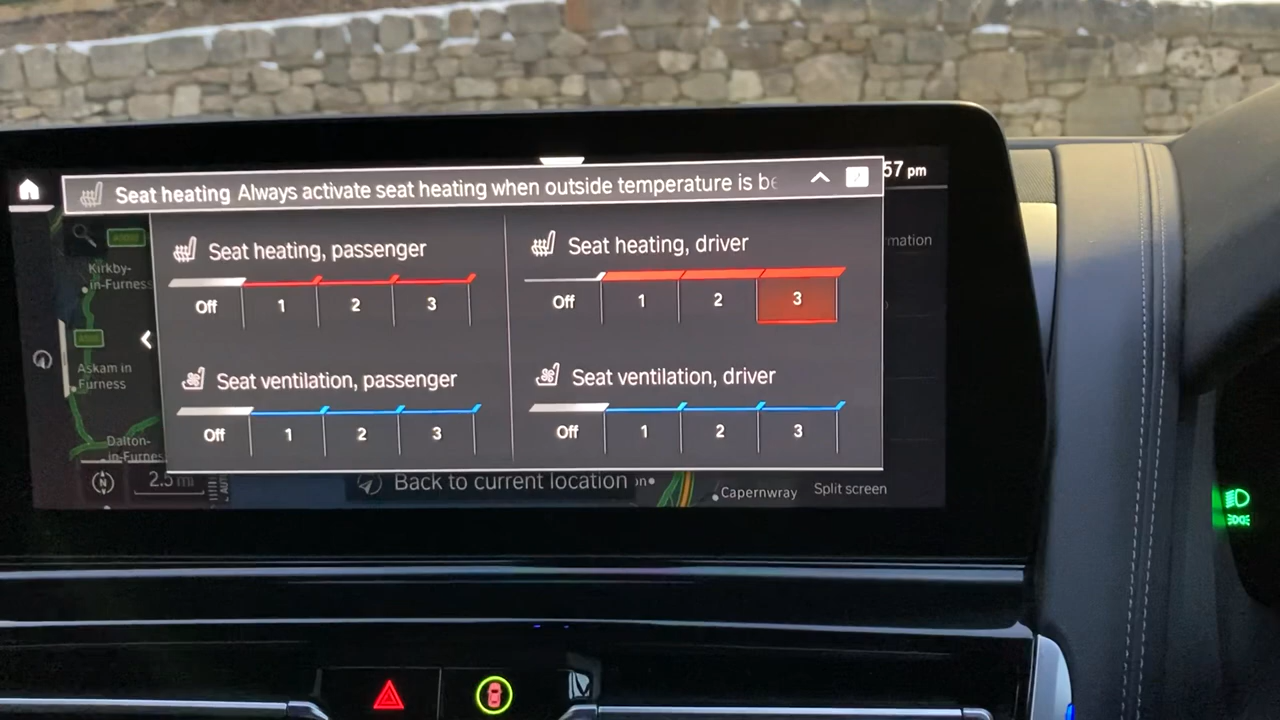 57 pm
Seat heating Always activate seat heating when outside temperature is be
mation
Seat heating, passenger
Off 1 2 3
Seat heating, driver
Off 1 2 3
Kirkby-
in-Furness
Askam in
Furness
Seat ventilation, passenger
Off 1 2 3
Seat ventilation, driver
Off 1 2 3
Dalton-
in-Furnes
N
2.5 mi
Back to current location
on
Capernwray
Split screen